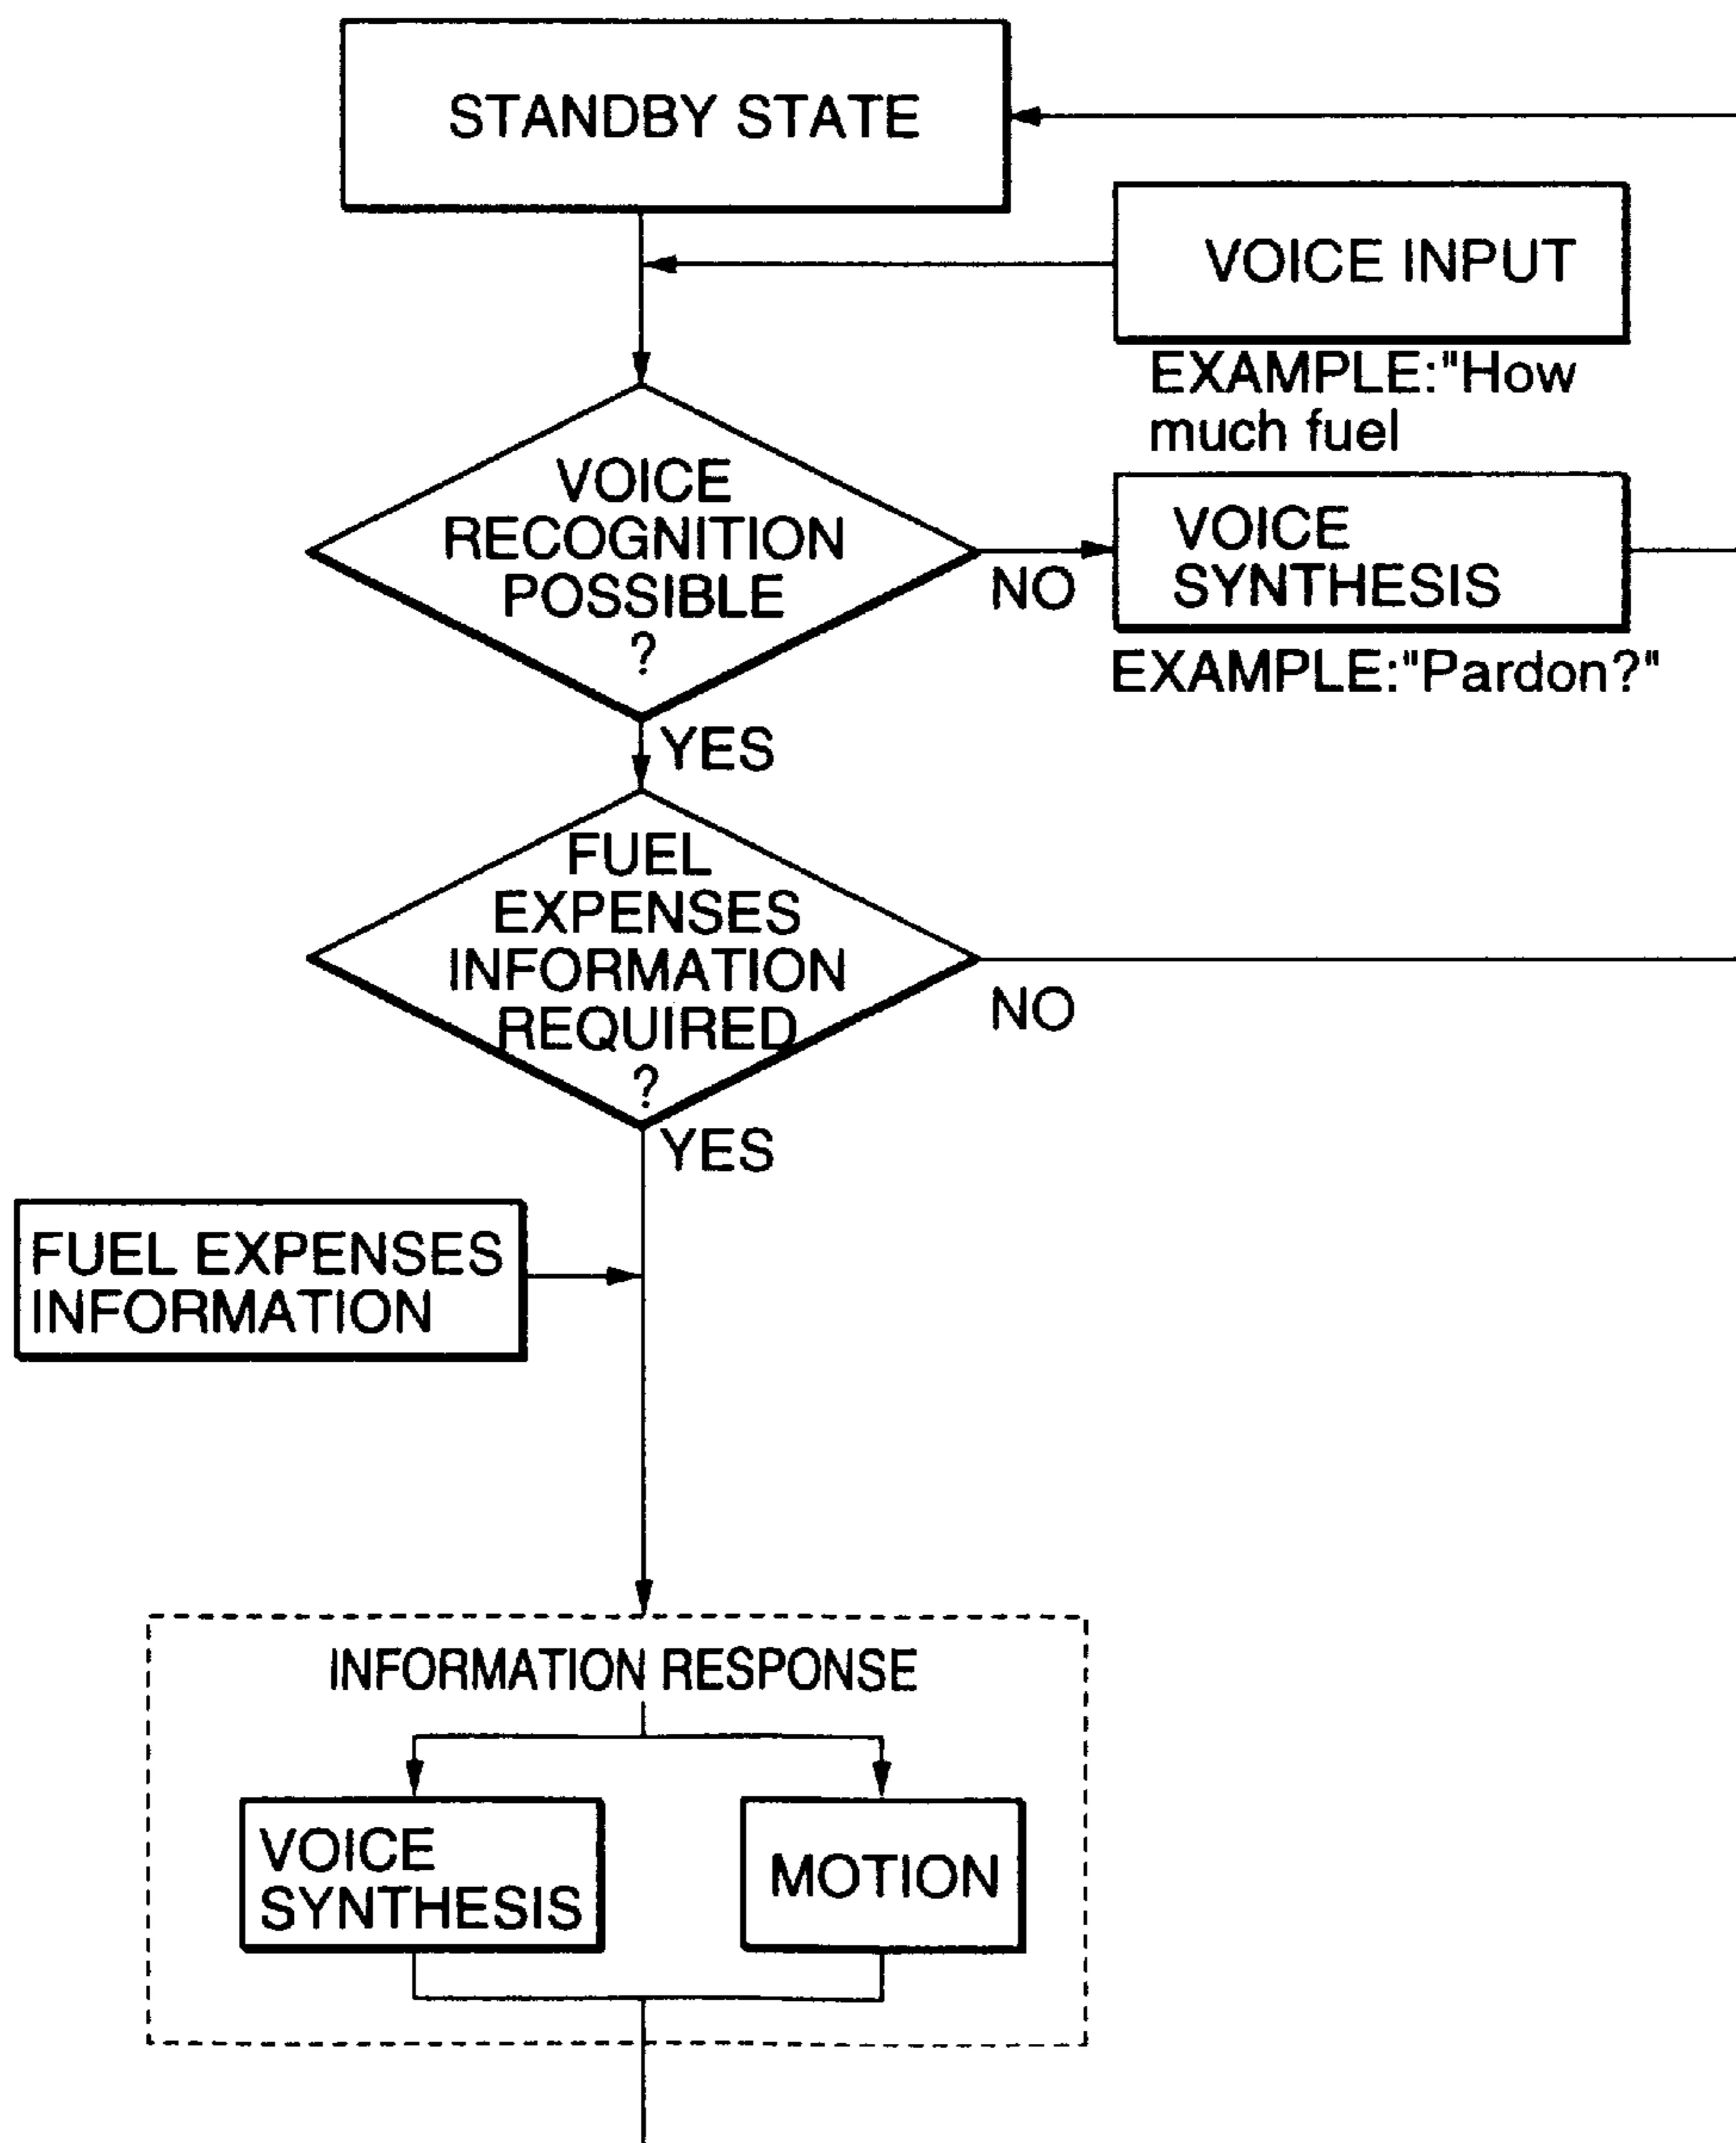 STANDBY STATE
VOICE INPUT
EXAMPLE:"How
much fuel
VOICE
RECOGNITION
POSSIBLE
?
NO
VOICE
SYNTHESIS
EXAMPLE:"Pardon?"
YES
FUEL
EXPENSES
INFORMATION
REQUIRED
?
NO
YES
FUEL EXPENSES
INFORMATION
INFORMATION RESPONSE
VOICE
SYNTHESIS
MOTION